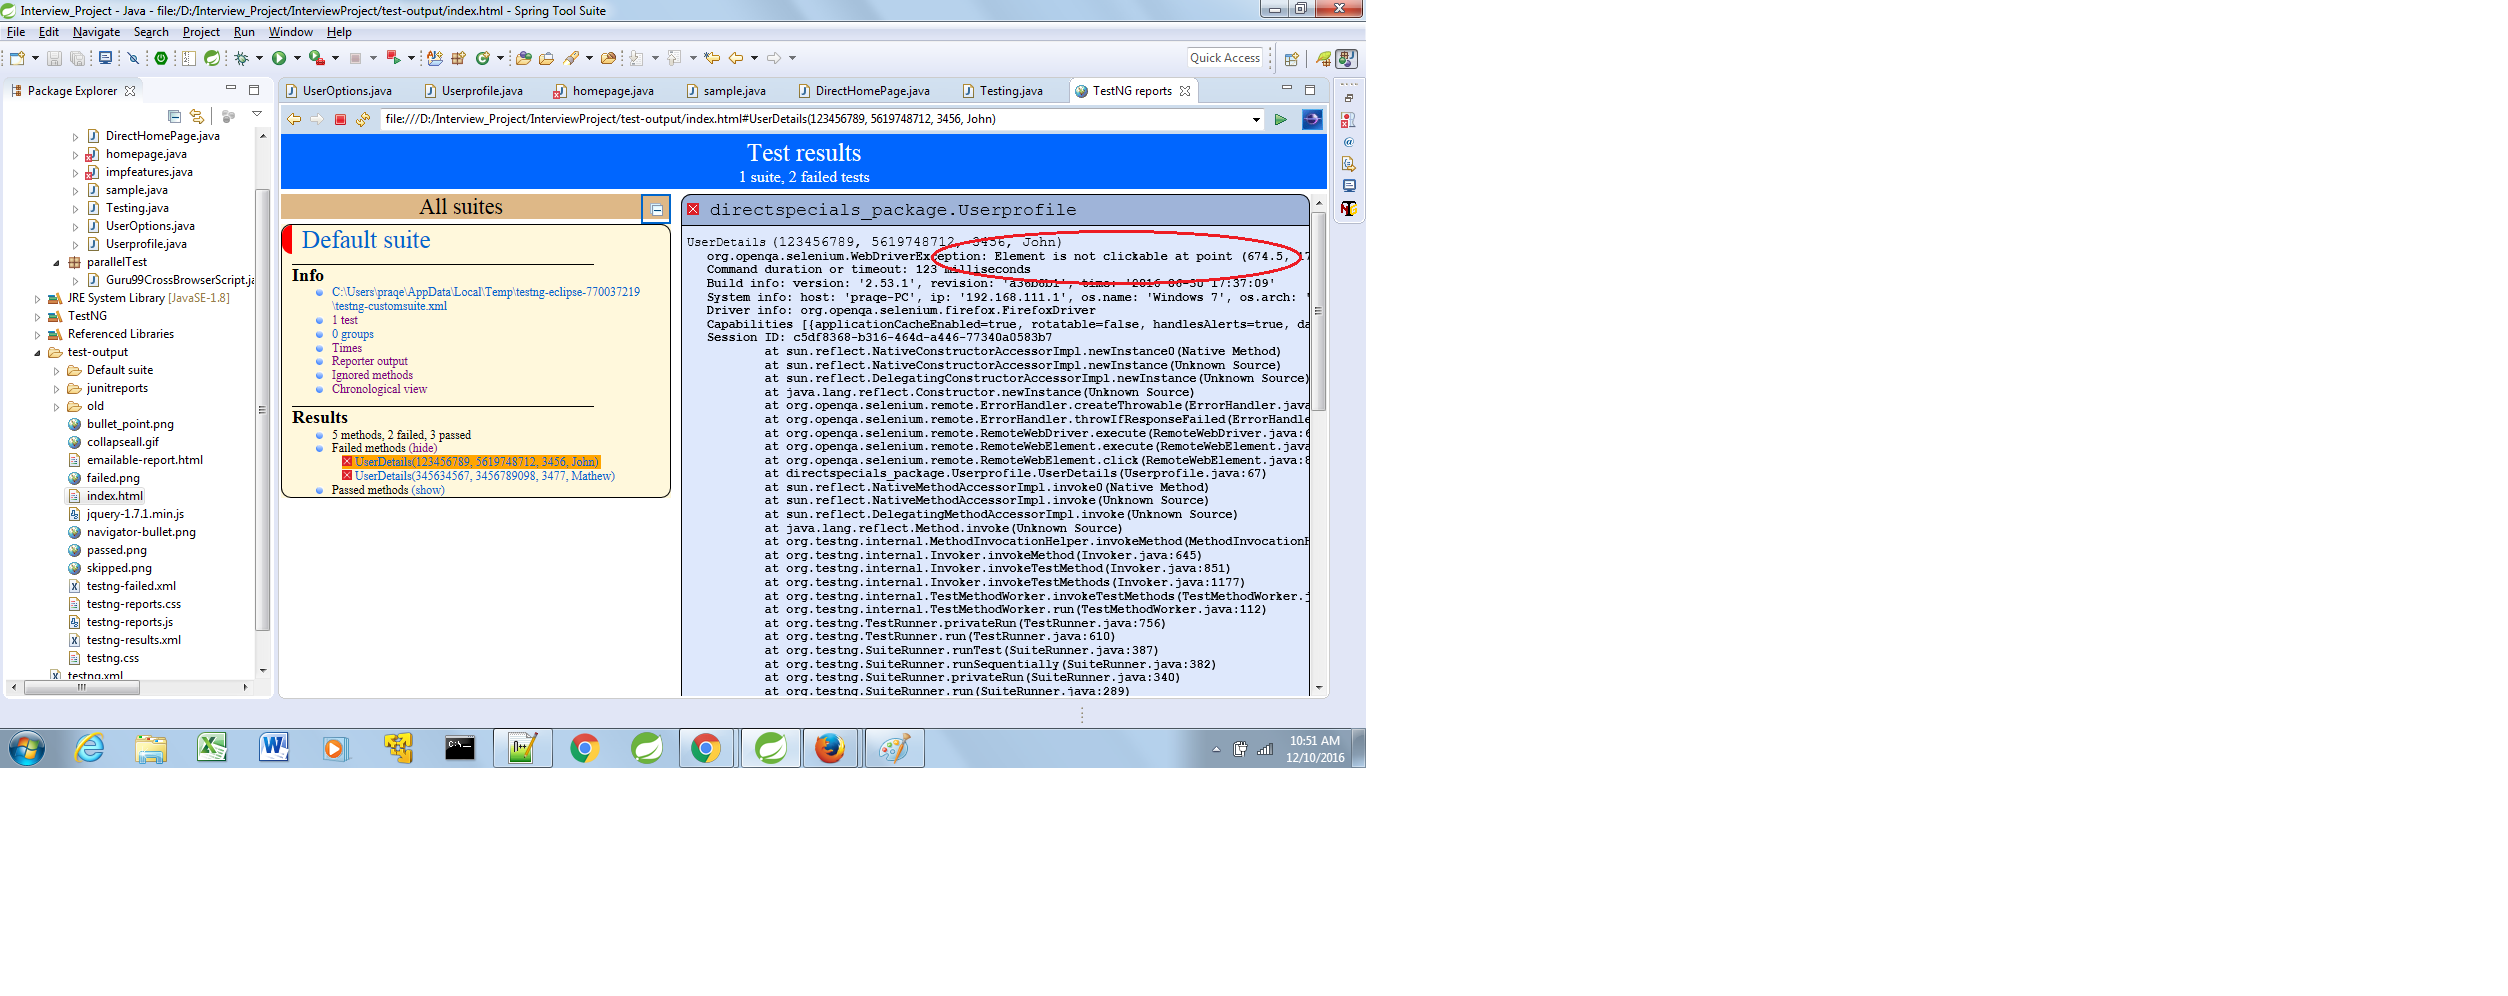 Interview_Project - Java - file:/D:/Interview_Project/InterviewProject/test-output/index.html - Spring Tool Suite
File Edit Navigate Search Project Run Window Help
Quick Access
Package Explorer
UserOptions.java Userprofile.java homepage.java sample.java DirectHomePage.java Testing.java TestNG reports
file:///D:/Interview_Project/InterviewProject/test-output/index.html#UserDetails(123456789, 5619748712, 3456, John)
DirectHomePage.java
homepage.java
impfeatures.java
sample.java
Testing.java
UserOptions.java
Userprofile.java
parallelTest
Guru99CrossBrowserScript.ja
JRE System Library [JavaSE-1.8]
TestNG
Referenced Libraries
test-output
Default suite
junitreports
old
bullet_point.png
collapseall.gif
emailable-report.html
failed.png
index.html
jquery-1.7.1.min.js
navigator-bullet.png
passed.png
skipped.png
testng-failed.xml
testng-reports.css
testng-reports.js
testng-results.xml
testng.css
testng.xml
Test results
1 suite, 2 failed tests
All suites
Default suite
Info
C:\Users\praqe\AppData\Local\Temp\testng-eclipse-770037219
\testng-customsuite.xml
1 test
0 groups
Times
Reporter output
Ignored methods
Chronological view
Results
5 methods, 2 failed, 3 passed
Failed methods (hide)
UserDetails(123456789, 5619748712, 3456, John)
UserDetails(345634567, 3456789098, 3477, Mathew)
Passed methods (show)
directspecials_package.Userprofile
UserDetails(123456789, 5619748712, 3456, John)
org.openqa.selenium.WebDriverException: Element is not clickable at point (674.5, 17
Command duration or timeout: 123 milliseconds
Build info: version: '2.53.1', revision: 'a36b6b1', time: '2016-06-30 17:37:09'
System info: host: 'praqe-PC', ip: '192.168.111.1', os.name: 'Windows 7', os.arch: '
Driver info: org.openqa.selenium.firefox.FirefoxDriver
Capabilities [{applicationCacheEnabled=true, rotatable=false, handlesAlerts=true, da
Session ID: c5df8368-b316-464d-a446-77340a0583b7
at sun.reflect.NativeConstructorAccessorImpl.newInstance0(Native Method)
at sun.reflect.NativeConstructorAccessorImpl.newInstance(Unknown Source)
at sun.reflect.DelegatingConstructorAccessorImpl.newInstance(Unknown Source)
at java.lang.reflect.Constructor.newInstance(Unknown Source)
at org.openqa.selenium.remote.ErrorHandler.createThrowable(ErrorHandler.java
at org.openqa.selenium.remote.ErrorHandler.throwIfResponseFailed(ErrorHandle
at org.openqa.selenium.remote.RemoteWebDriver.execute(RemoteWebDriver.java:6
at org.openqa.selenium.remote.RemoteWebElement.execute(RemoteWebElement.java
at org.openqa.selenium.remote.RemoteWebElement.click(RemoteWebElement.java:8
at directspecials_package.Userprofile.UserDetails(Userprofile.java:67)
at sun.reflect.NativeMethodAccessorImpl.invoke0(Native Method)
at sun.reflect.NativeMethodAccessorImpl.invoke(Unknown Source)
at sun.reflect.DelegatingMethodAccessorImpl.invoke(Unknown Source)
at java.lang.reflect.Method.invoke(Unknown Source)
at org.testng.internal.MethodInvocationHelper.invokeMethod(MethodInvocationH
at org.testng.internal.Invoker.invokeMethod(Invoker.java:645)
at org.testng.internal.Invoker.invokeTestMethod(Invoker.java:851)
at org.testng.internal.Invoker.invokeTestMethods(Invoker.java:1177)
at org.testng.internal.TestMethodWorker.invokeTestMethods(TestMethodWorker.j
at org.testng.internal.TestMethodWorker.run(TestMethodWorker.java:112)
at org.testng.TestRunner.privateRun(TestRunner.java:756)
at org.testng.TestRunner.run(TestRunner.java:610)
at org.testng.SuiteRunner.runTest(SuiteRunner.java:387)
at org.testng.SuiteRunner.runSequentially(SuiteRunner.java:382)
at org.testng.SuiteRunner.privateRun(SuiteRunner.java:340)
at org.testng.SuiteRunner.run(SuiteRunner.java:289)
10:51 AM
12/10/2016